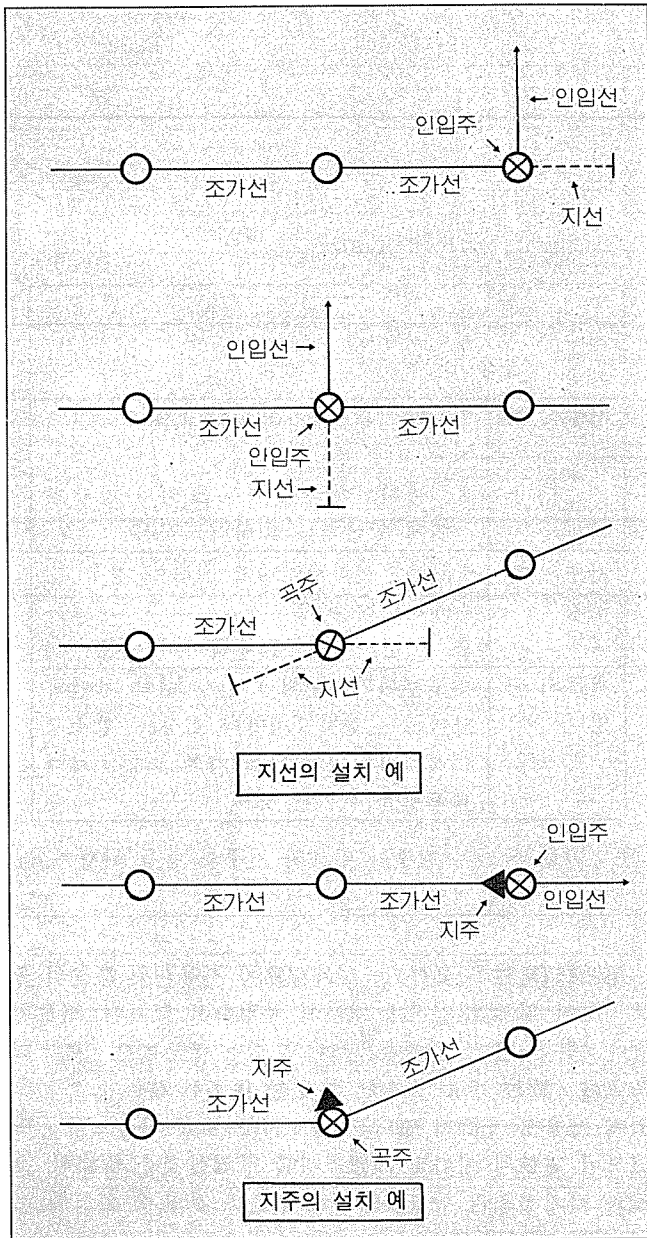 인입선
인입주
조가선 조가선
지선
인입선
조가선 조가선
안입주
지선
곡주 조가선
조가선
지선
지선의 설치 예
인입주
조가선 조가선 인입선
지주
지주 조가선
조가선
곡주
지주의 설치 예